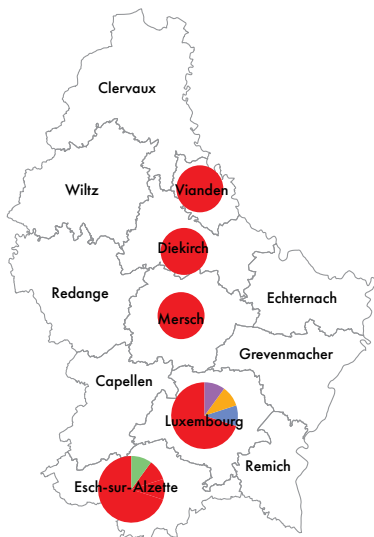 Clervaux
Vianden
Wiltz
Diekirch
Redange
Echternach
Mersch
Grevenmacher
Capellen
Luxembourg
Remich
Esch-sur-Alzette